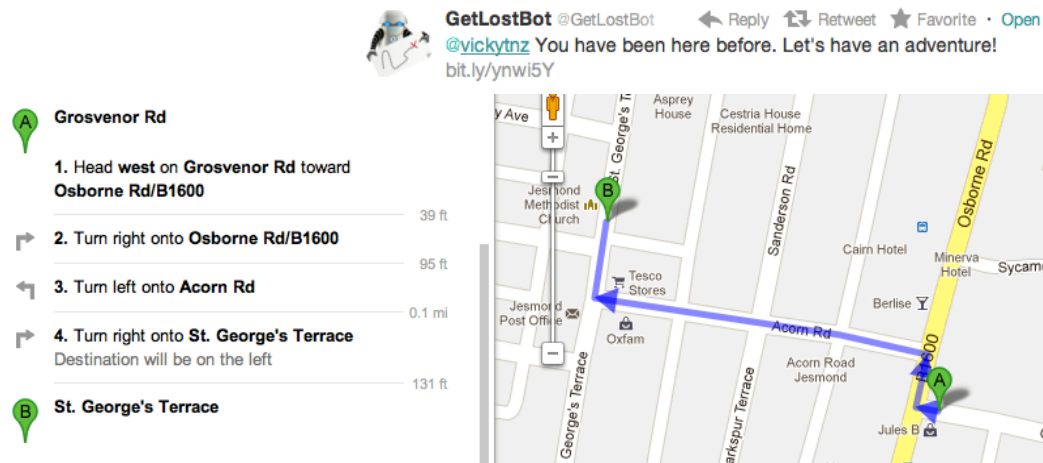 GetLostBot @GetLostBot Reply Retweet Favorite · Open
@vickytnz You have been here before. Let's have an adventure!
bit.ly/ynwi5Y
A
Grosvenor Rd
1. Head west on Grosvenor Rd toward
Osborne Rd/B1600
39 ft
2. Turn right onto Osborne Rd/B1600
95 ft
3. Turn left onto Acorn Rd
0.1 mi
4. Turn right onto St. George's Terrace
Destination will be on the left
131 ft
B
St. George's Terrace
y Ave
St. George's T
Asprey
House
Cestria House
Residential Home
Jesmond
Methodist
Church
B
Sanderson Rd
Osborne Rd
Cairn Hotel
Minerva
Hotel
Sycam
Tesco
Stores
Jesmond
Post Office
Oxfam
Berlise
Acorn Rd
B1600
Acorn Road
Jesmond
A
George's Terrace
arkspur Terrace
Jules B